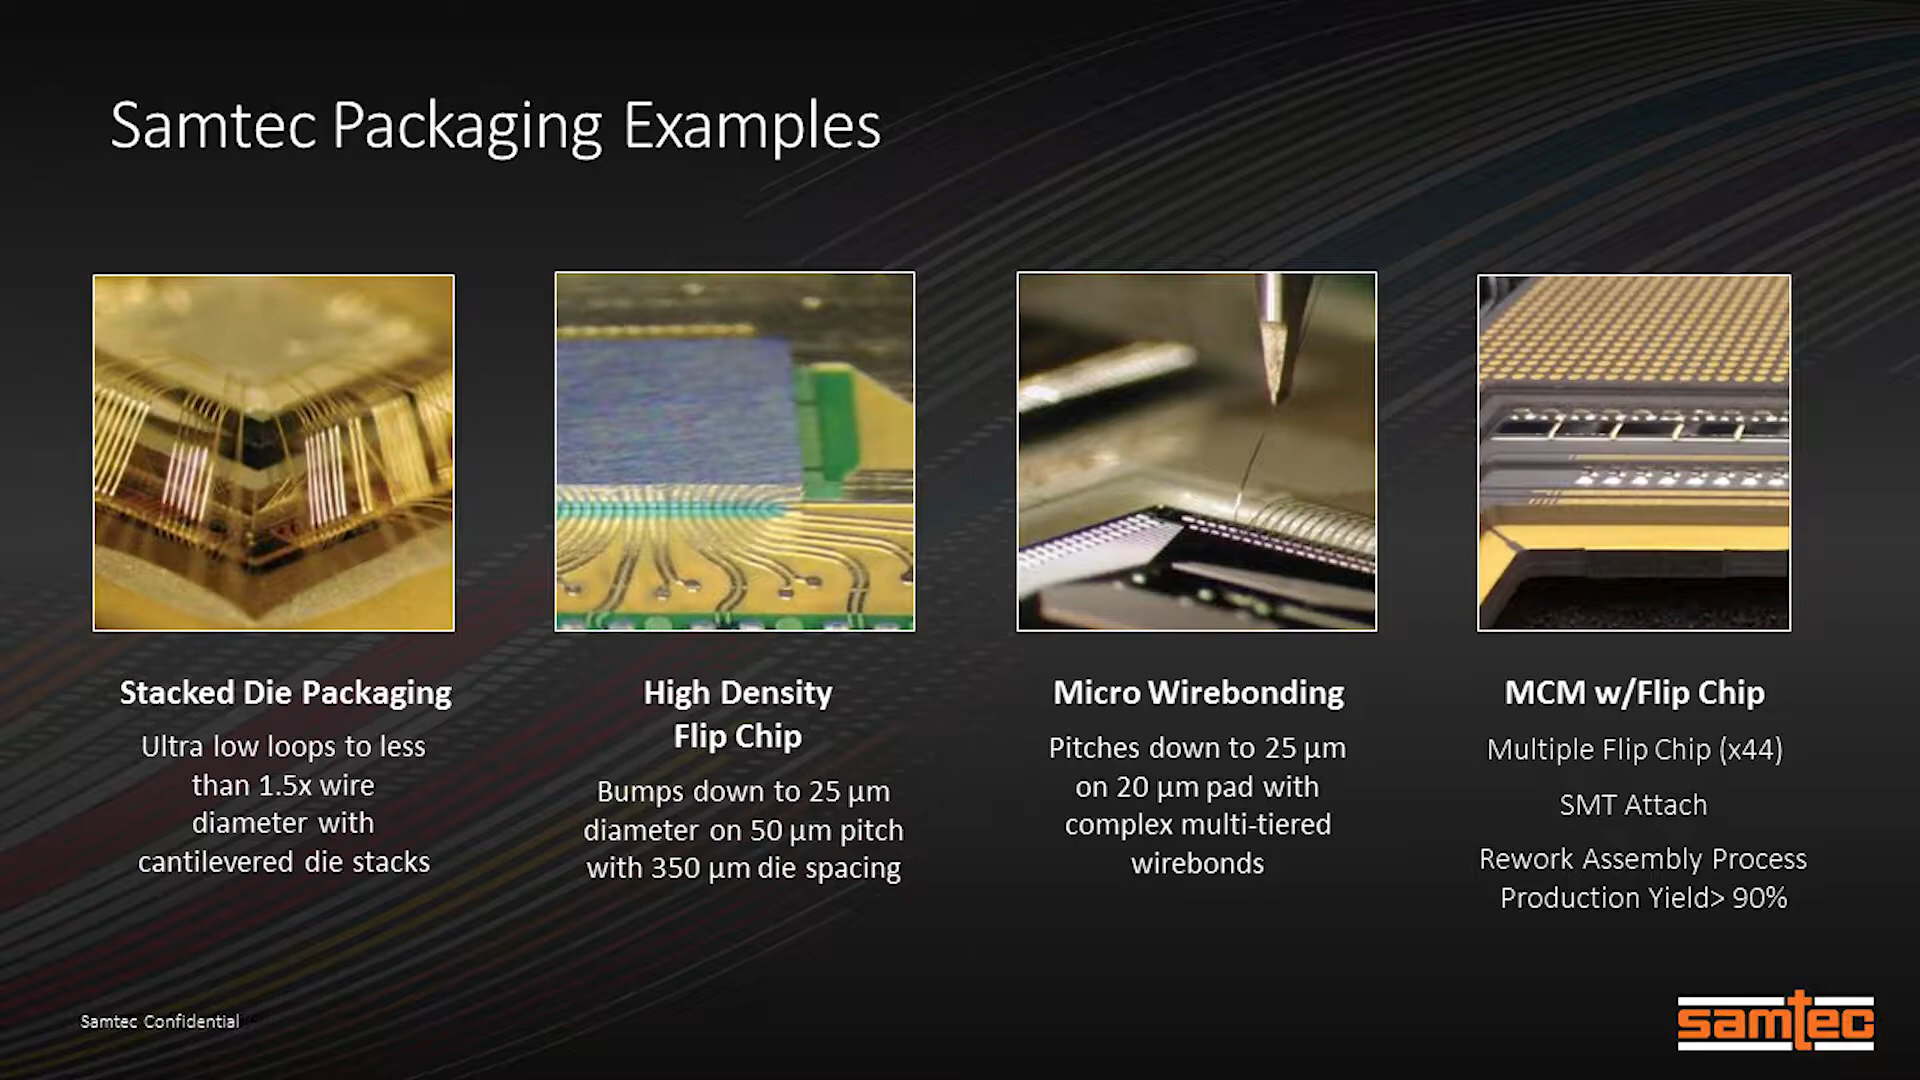 Samtec Packaging Examples
Stacked Die Packaging
Ultra low loops to less
than 1.5x wire
diameter with
cantilevered die stacks
High Density
Flip Chip
Bumps down to 25 µm
diameter on 50 µm pitch
with 350 µm die spacing
Micro Wirebonding
Pitches down to 25 µm
on 20 µm pad with
complex multi-tiered
wirebonds
MCM w/Flip Chip
Multiple Flip Chip (x44)
SMT Attach
Rework Assembly Process
Production Yield> 90%
Samtec Confidential
samtec